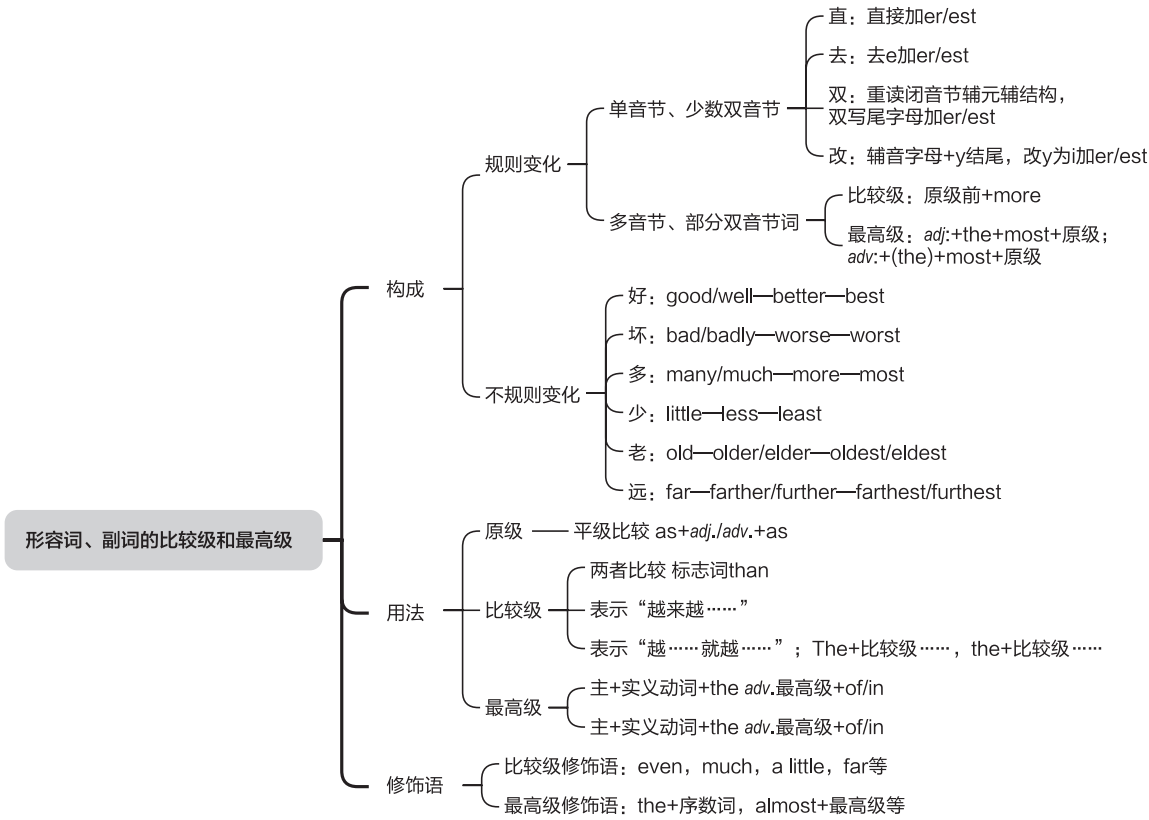 形容词、副词的比较级和最高级
构成
规则变化
单音节、少数双音节
直：直接加er/est
去：去e加er/est
双：重读闭音节辅元辅结构，
双写尾字母加er/est
改：辅音字母+y结尾，改y为i加er/est
多音节、部分双音节词
比较级：原级前+more
最高级：adj:+the+most+原级；
adv:+(the)+most+原级
不规则变化
好：good/well—better—best
坏：bad/badly—worse—worst
多：many/much—more—most
少：little—less—least
老：old—older/elder—oldest/eldest
远：far—farther/further—farthest/furthest
用法
原级
平级比较 as+adj./adv.+as
比较级
两者比较 标志词than
表示“越来越……”
表示“越……就越……”；The+比较级……，the+比较级……
最高级
主+实义动词+the adv.最高级+of/in
主+实义动词+the adv.最高级+of/in
修饰语
比较级修饰语：even，much，a little，far等
最高级修饰语：the+序数词，almost+最高级等